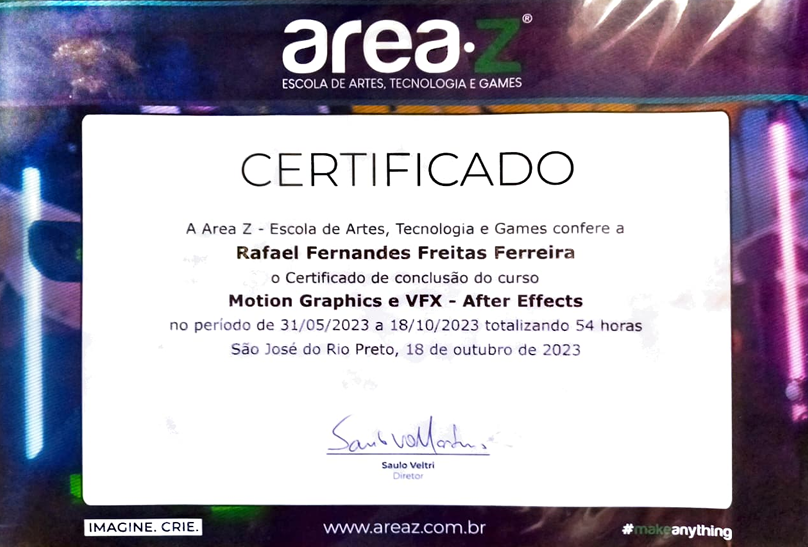 area·z®
ESCOLA DE ARTES, TECNOLOGIA E GAMES
CERTIFICADO
A Area Z - Escola de Artes, Tecnologia e Games confere a
Rafael Fernandes Freitas Ferreira
o Certificado de conclusão do curso
Motion Graphics e VFX - After Effects
no período de 31/05/2023 a 18/10/2023 totalizando 54 horas
São José do Rio Preto, 18 de outubro de 2023
Saulo Veltri
Diretor
IMAGINE. CRIE.
www.areaz.com.br
#makeanything